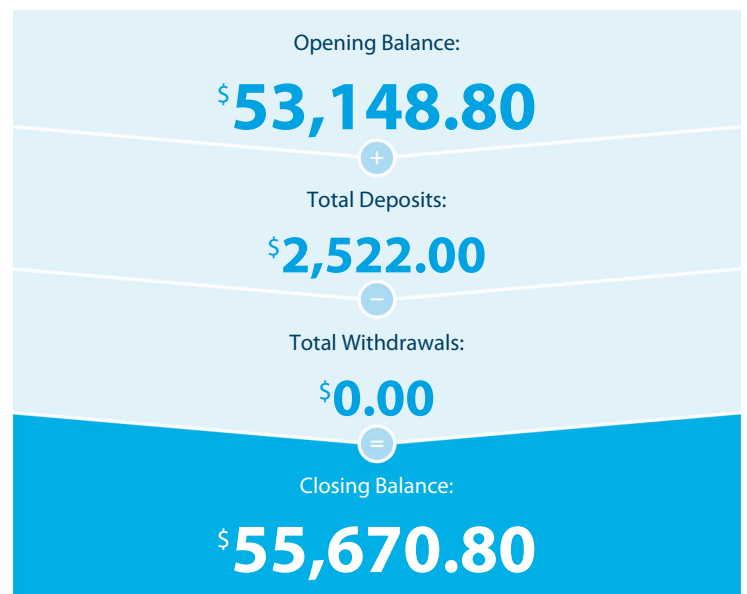 Opening Balance:
$53,148.80
+
Total Deposits:
$2,522.00
−
Total Withdrawals:
$0.00
=
Closing Balance:
$55,670.80